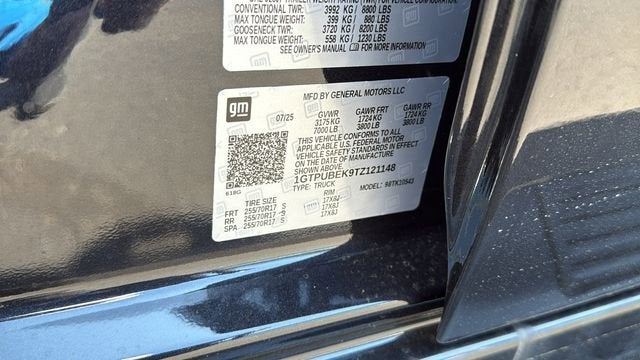 CONVENTIONAL TWR: 3992 KG / 8800 LBS
MAX TONGUE WEIGHT: 399 KG / 880 LBS
GOOSENECK TWR: 3720 KG / 8200 LBS
MAX TONGUE WEIGHT: 558 KG / 1230 LBS
SEE OWNER'S MANUAL FOR MORE INFORMATION
gm
MFD BY GENERAL MOTORS LLC
07/25 GVWR GAWR FRT GAWR RR
3175 KG 1724 KG 1724 KG
7000 LB 3800 LB 3800 LB
THIS VEHICLE CONFORMS TO ALL
APPLICABLE U.S. FEDERAL MOTOR
VEHICLE SAFETY STANDARDS IN EFFECT
ON THE DATE OF MANUFACTURE
SHOWN ABOVE.
1GTPUBEK9TZ121148
TYPE: TRUCK MODEL:
TIRE SIZE RIM
FRT 255/70R17 S 17X8J
RR 255/70R17 S 17X8J
SPA 255/70R17 S 17X8J